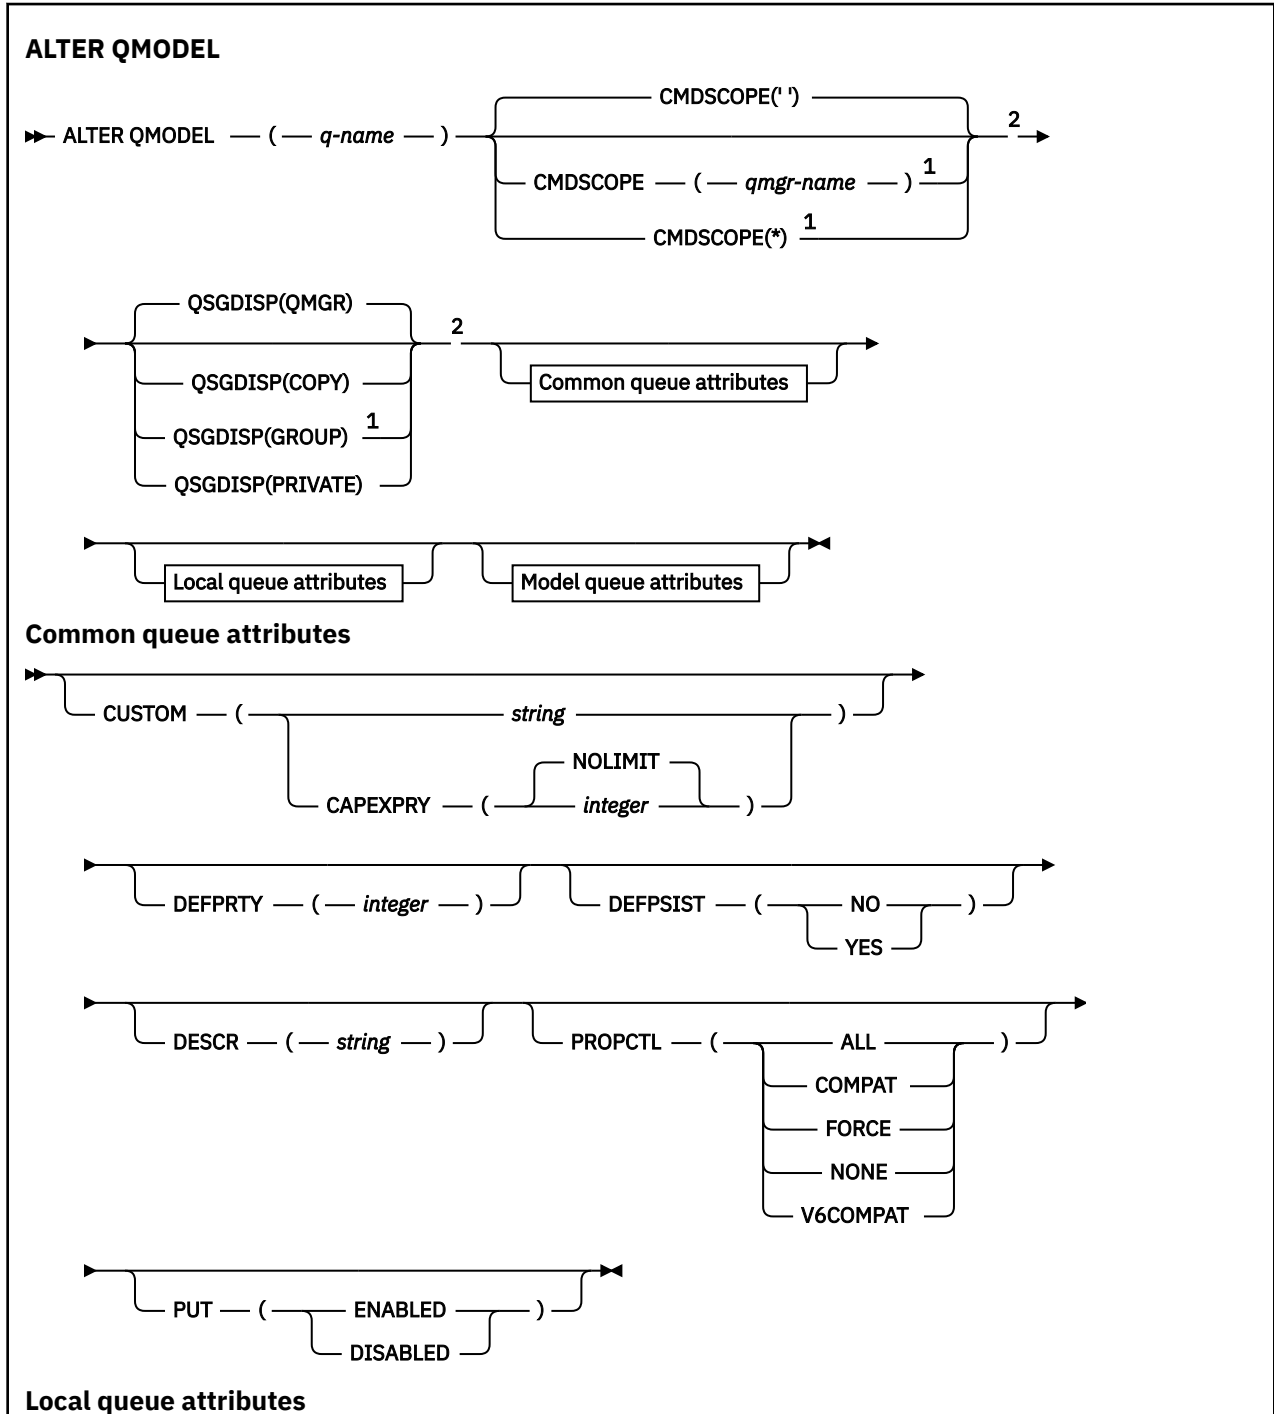 ALTER QMODEL
CMDSCOPE(' ')
ALTER QMODEL ( q-name ) 2
CMDSCOPE ( qmgr-name ) 1
CMDSCOPE(*) 1
QSGDISP(QMGR)
2
QSGDISP(COPY) Common queue attributes
QSGDISP(GROUP) 1
QSGDISP(PRIVATE)
Local queue attributes Model queue attributes
Common queue attributes
CUSTOM ( string )
NOLIMIT
CAPEXPRY ( integer )
DEFPRTY ( integer ) DEFPSIST ( NO )
YES
DESCR ( string ) PROPCTL ( ALL )
COMPAT
FORCE
NONE
V6COMPAT
PUT ( ENABLED )
DISABLED
Local queue attributes